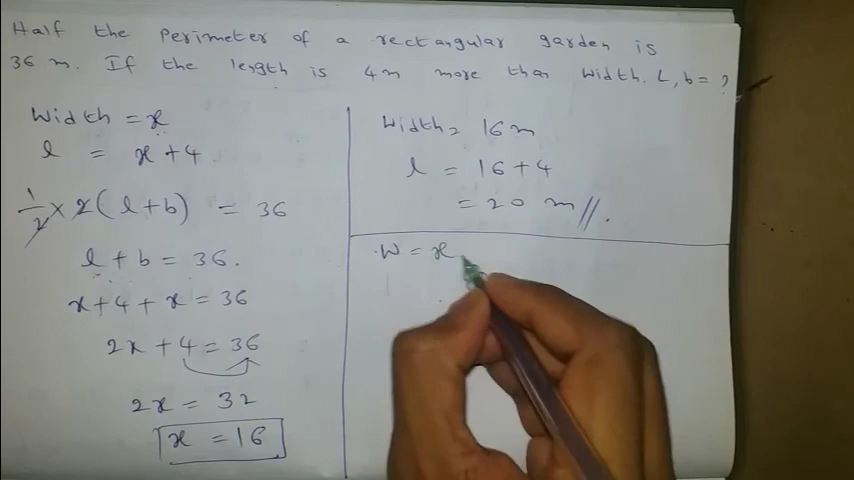 Half the perimeter of a rectangular garden is
36 m. If the length is 4m more than width. L, b = ?
Width = x
l = x+4
1/2 × 2(l+b) = 36
l + b = 36.
x+4+x = 36
2x + 4 = 36
2x = 32
x = 16
Width = 16m
l = 16+4
= 20 m//.
W = x